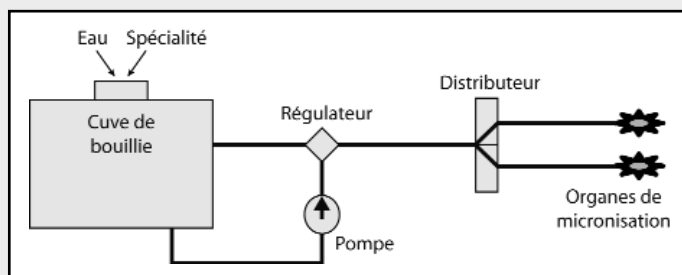 Eau Spécialité
Cuve de
bouillie
Régulateur
Pompe
Distributeur
Organes de
micronisation